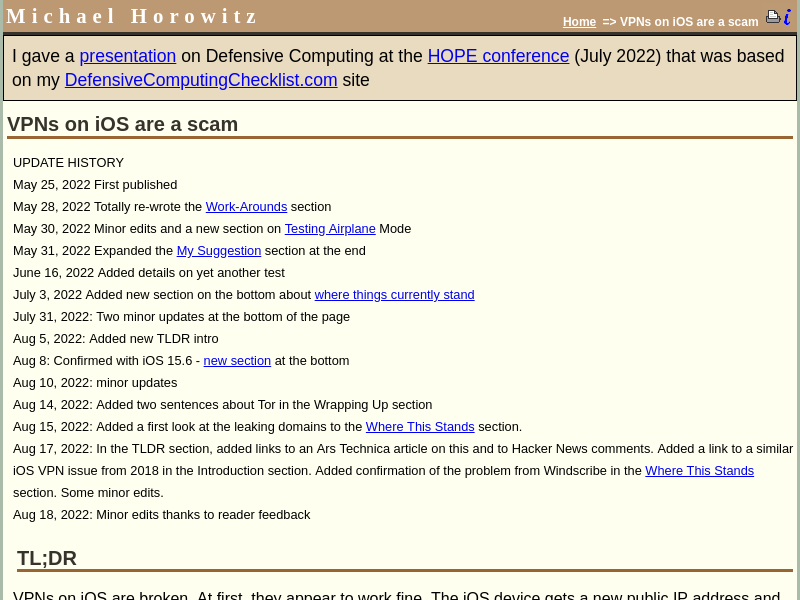 Michael Horowitz
Home => VPNs on iOS are a scam
I gave a presentation on Defensive Computing at the HOPE conference (July 2022) that was based
on my DefensiveComputingChecklist.com site
VPNs on iOS are a scam
UPDATE HISTORY
May 25, 2022 First published
May 28, 2022 Totally re-wrote the Work-Arounds section
May 30, 2022 Minor edits and a new section on Testing Airplane Mode
May 31, 2022 Expanded the My Suggestion section at the end
June 16, 2022 Added details on yet another test
July 3, 2022 Added new section on the bottom about where things currently stand
July 31, 2022: Two minor updates at the bottom of the page
Aug 5, 2022: Added new TLDR intro
Aug 8: Confirmed with iOS 15.6 - new section at the bottom
Aug 10, 2022: minor updates
Aug 14, 2022: Added two sentences about Tor in the Wrapping Up section
Aug 15, 2022: Added a first look at the leaking domains to the Where This Stands section.
Aug 17, 2022: In the TLDR section, added links to an Ars Technica article on this and to Hacker News comments. Added a link to a similar
iOS VPN issue from 2018 in the Introduction section. Added confirmation of the problem from Windscribe in the Where This Stands
section. Some minor edits.
Aug 18, 2022: Minor edits thanks to reader feedback
TL;DR
VPNs on iOS are broken. At first, they appear to work fine. The iOS device gets a new public IP address and